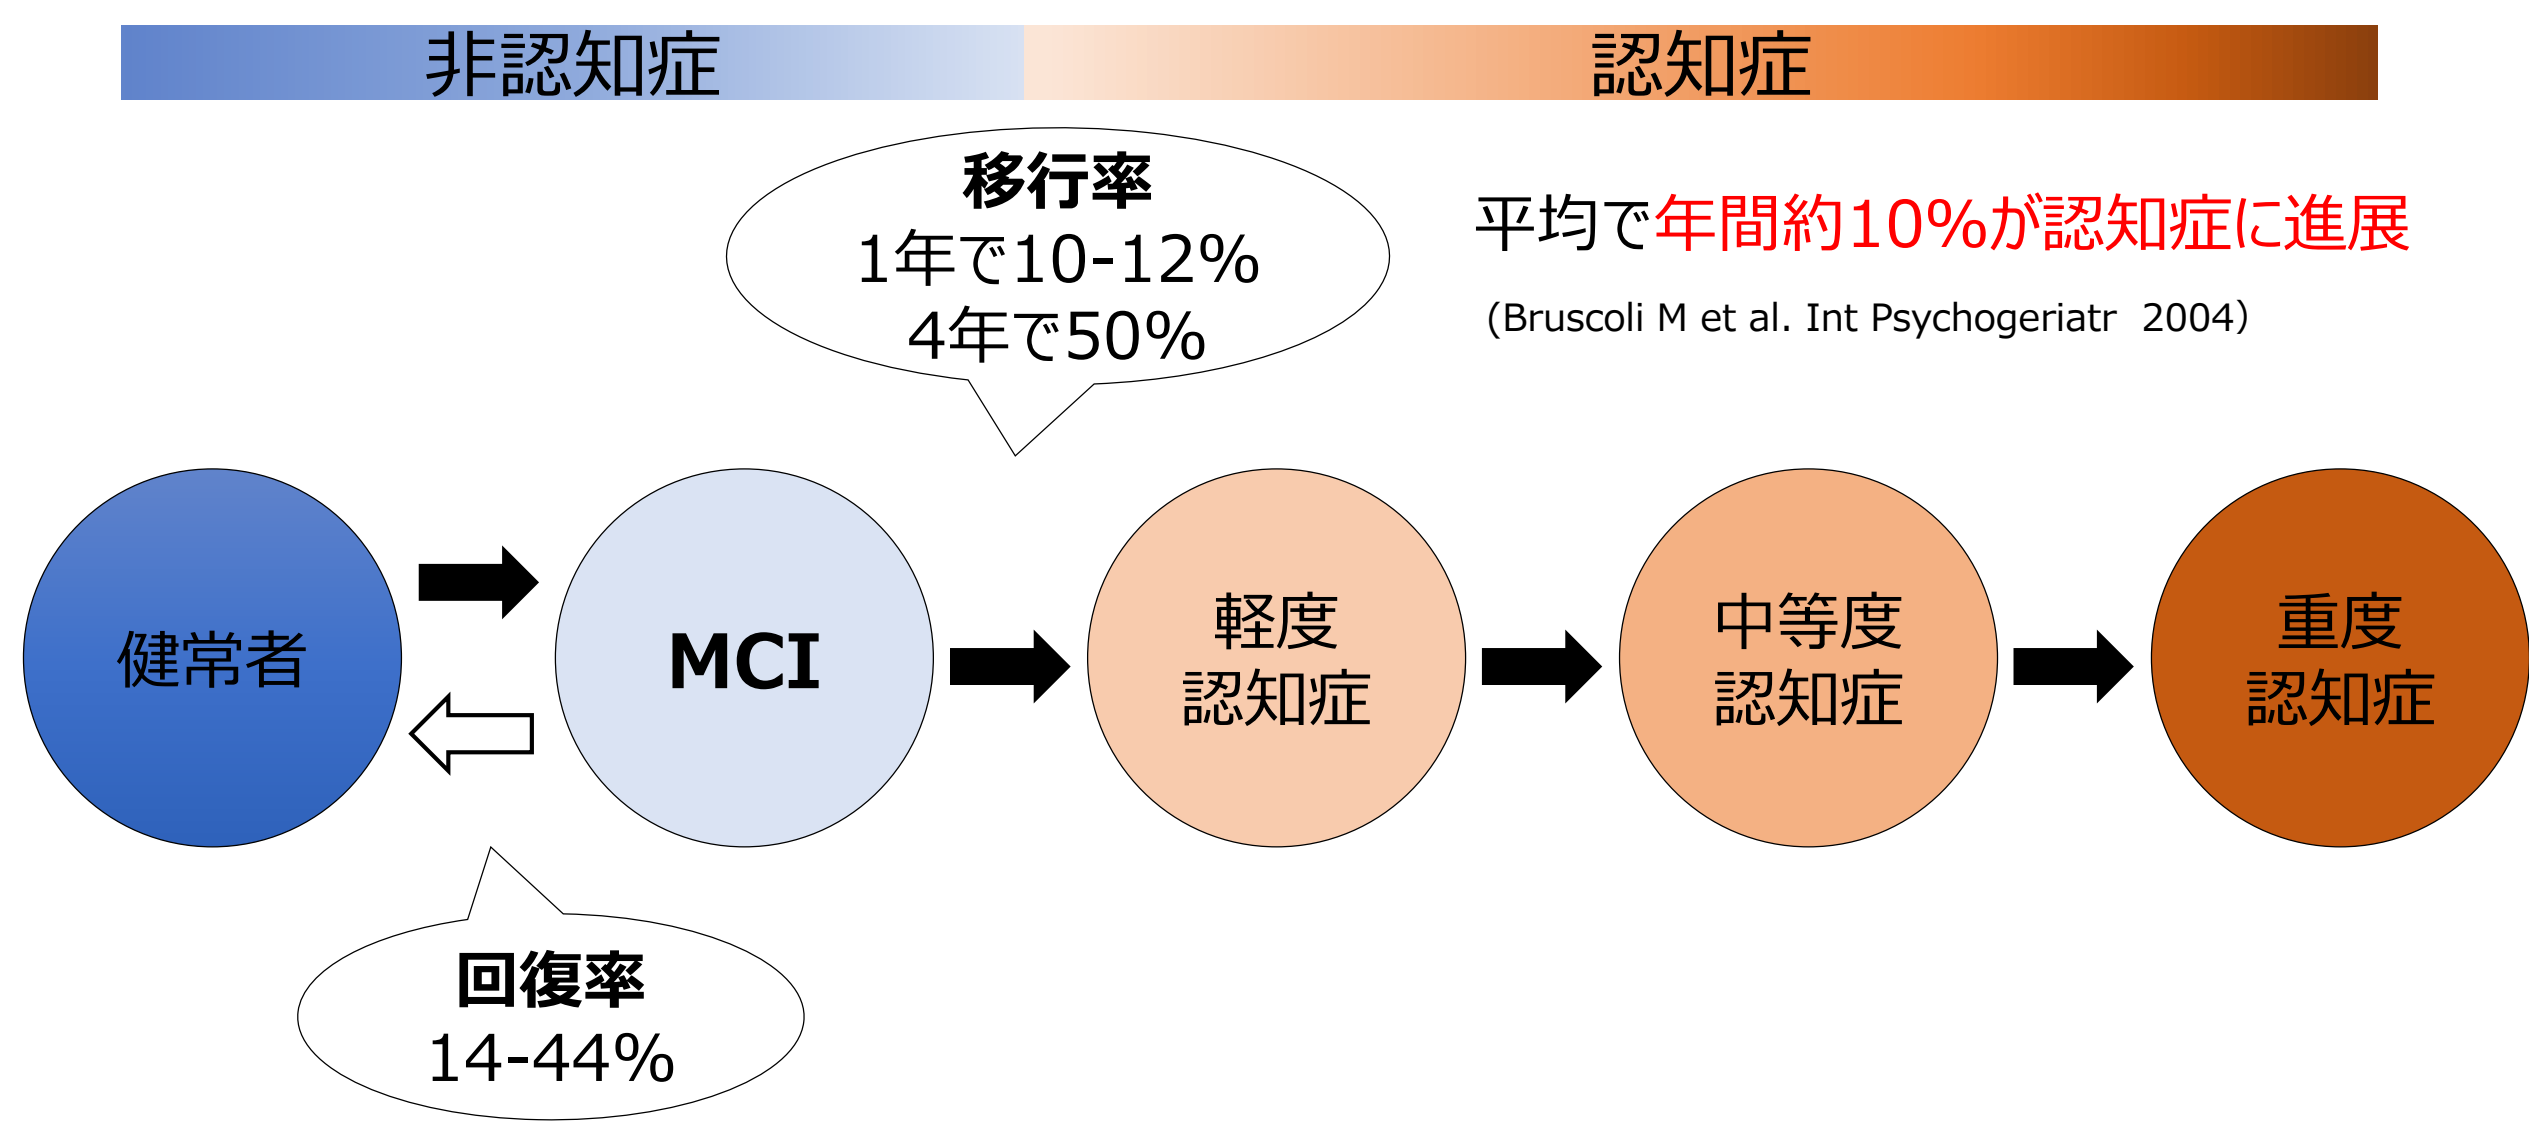 非認知症
認知症
移行率
1年で10-12%
4年で50%
平均で年間約10%が認知症に進展
(Bruscoli M et al. Int Psychogeriatr 2004）
健常者
MCI
軽度
認知症
中等度
認知症
重度
認知症
回復率
14-44%